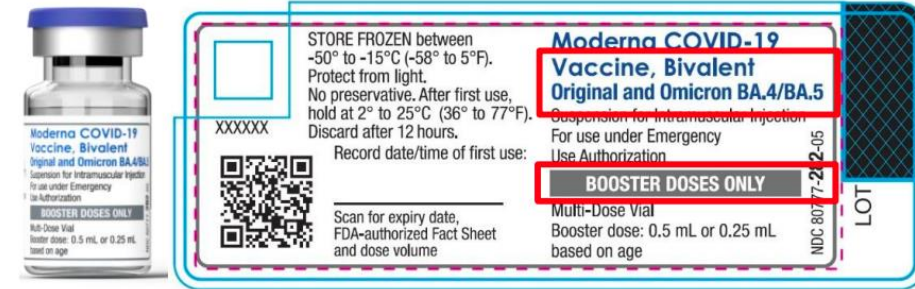 Moderna COVID-19
Vaccine, Bivalent
Original and Omicron BA.4/BA.5
Suspension for Intramuscular Injection
For use under Emergency
Use Authorization
BOOSTER DOSES ONLY
Multi-Dose Vial
Booster dose: 0.5 mL or 0.25 mL
based on age
XXXXXX
STORE FROZEN between
-50° to -15°C (-58° to 5°F).
Protect from light.
No preservative. After first use,
hold at 2° to 25°C (36° to 77°F).
Discard after 12 hours.
Record date/time of first use:
Scan for expiry date,
FDA-authorized Fact Sheet
and dose volume
Moderna COVID-19
Vaccine, Bivalent
Original and Omicron BA.4/BA.5
Suspension for Intramuscular Injection
For use under Emergency
Use Authorization
BOOSTER DOSES ONLY
Multi-Dose Vial
Booster dose: 0.5 mL or 0.25 mL
based on age
NDC 80777-282-05
LOT